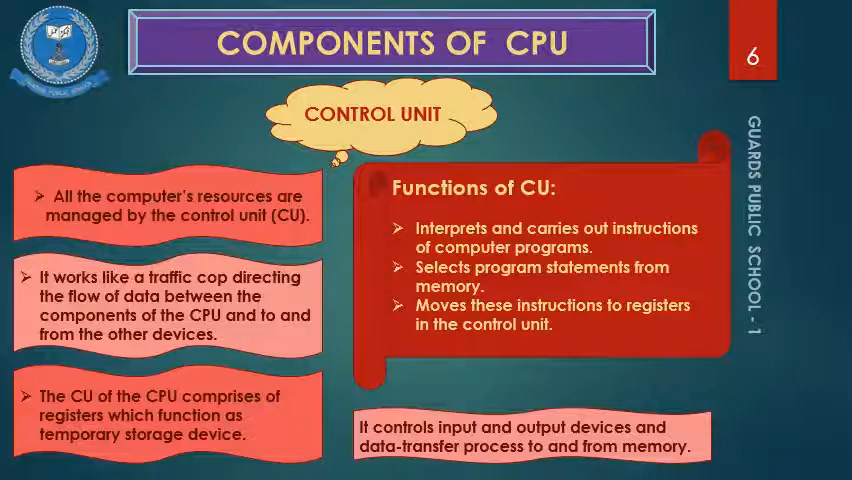 COMPONENTS OF CPU
6
CONTROL UNIT
➢ All the computer's resources are
managed by the control unit (CU).
➢ It works like a traffic cop directing
the flow of data between the
components of the CPU and to and
from the other devices.
➢ The CU of the CPU comprises of
registers which function as
temporary storage device.
Functions of CU:
➢ Interprets and carries out instructions
of computer programs.
➢ Selects program statements from
memory.
➢ Moves these instructions to registers
in the control unit.
It controls input and output devices and
data-transfer process to and from memory.
GUARDS PUBLIC SCHOOL - 1